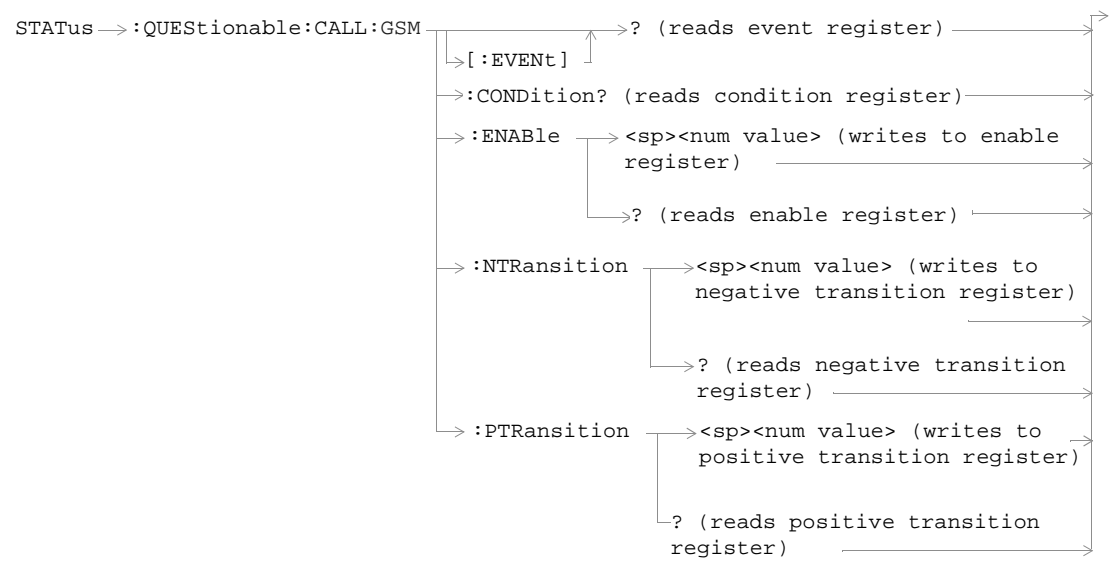 STATus :QUEStionable:CALL:GSM ? (reads event register)
[:EVENt]
:CONDition? (reads condition register)
:ENABle <sp><num value> (writes to enable
register)
? (reads enable register)
:NTRansition <sp><num value> (writes to
negative transition register)
? (reads negative transition
register)
:PTRansition <sp><num value> (writes to
positive transition register)
? (reads positive transition
register)